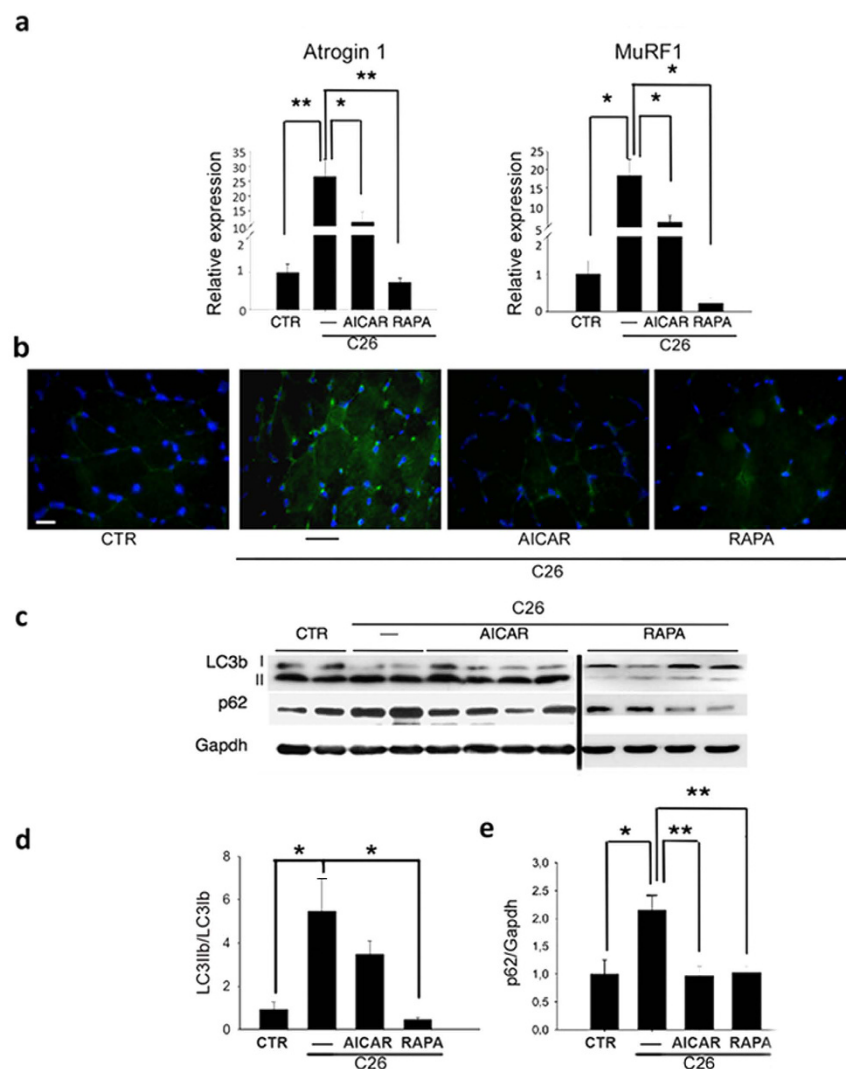 a
Atrogin 1
MuRF1
** * **
* * *
Relative expression
35
30
25
20
15
10
2
1
0
CTR — AICAR RAPA
C26
Relative expression
20
15
10
5
2
1
0
CTR — AICAR RAPA
C26
b
CTR — AICAR RAPA
C26
c
C26
CTR — AICAR RAPA
LC3b I
II
p62
Gapdh
d
* *
LC3IIb/LC3Ib
8
6
4
2
0
CTR — AICAR RAPA
C26
e
* ** **
p62/Gapdh
3,0
2,5
2,0
1,5
1,0
0,5
0,0
CTR — AICAR RAPA
C26